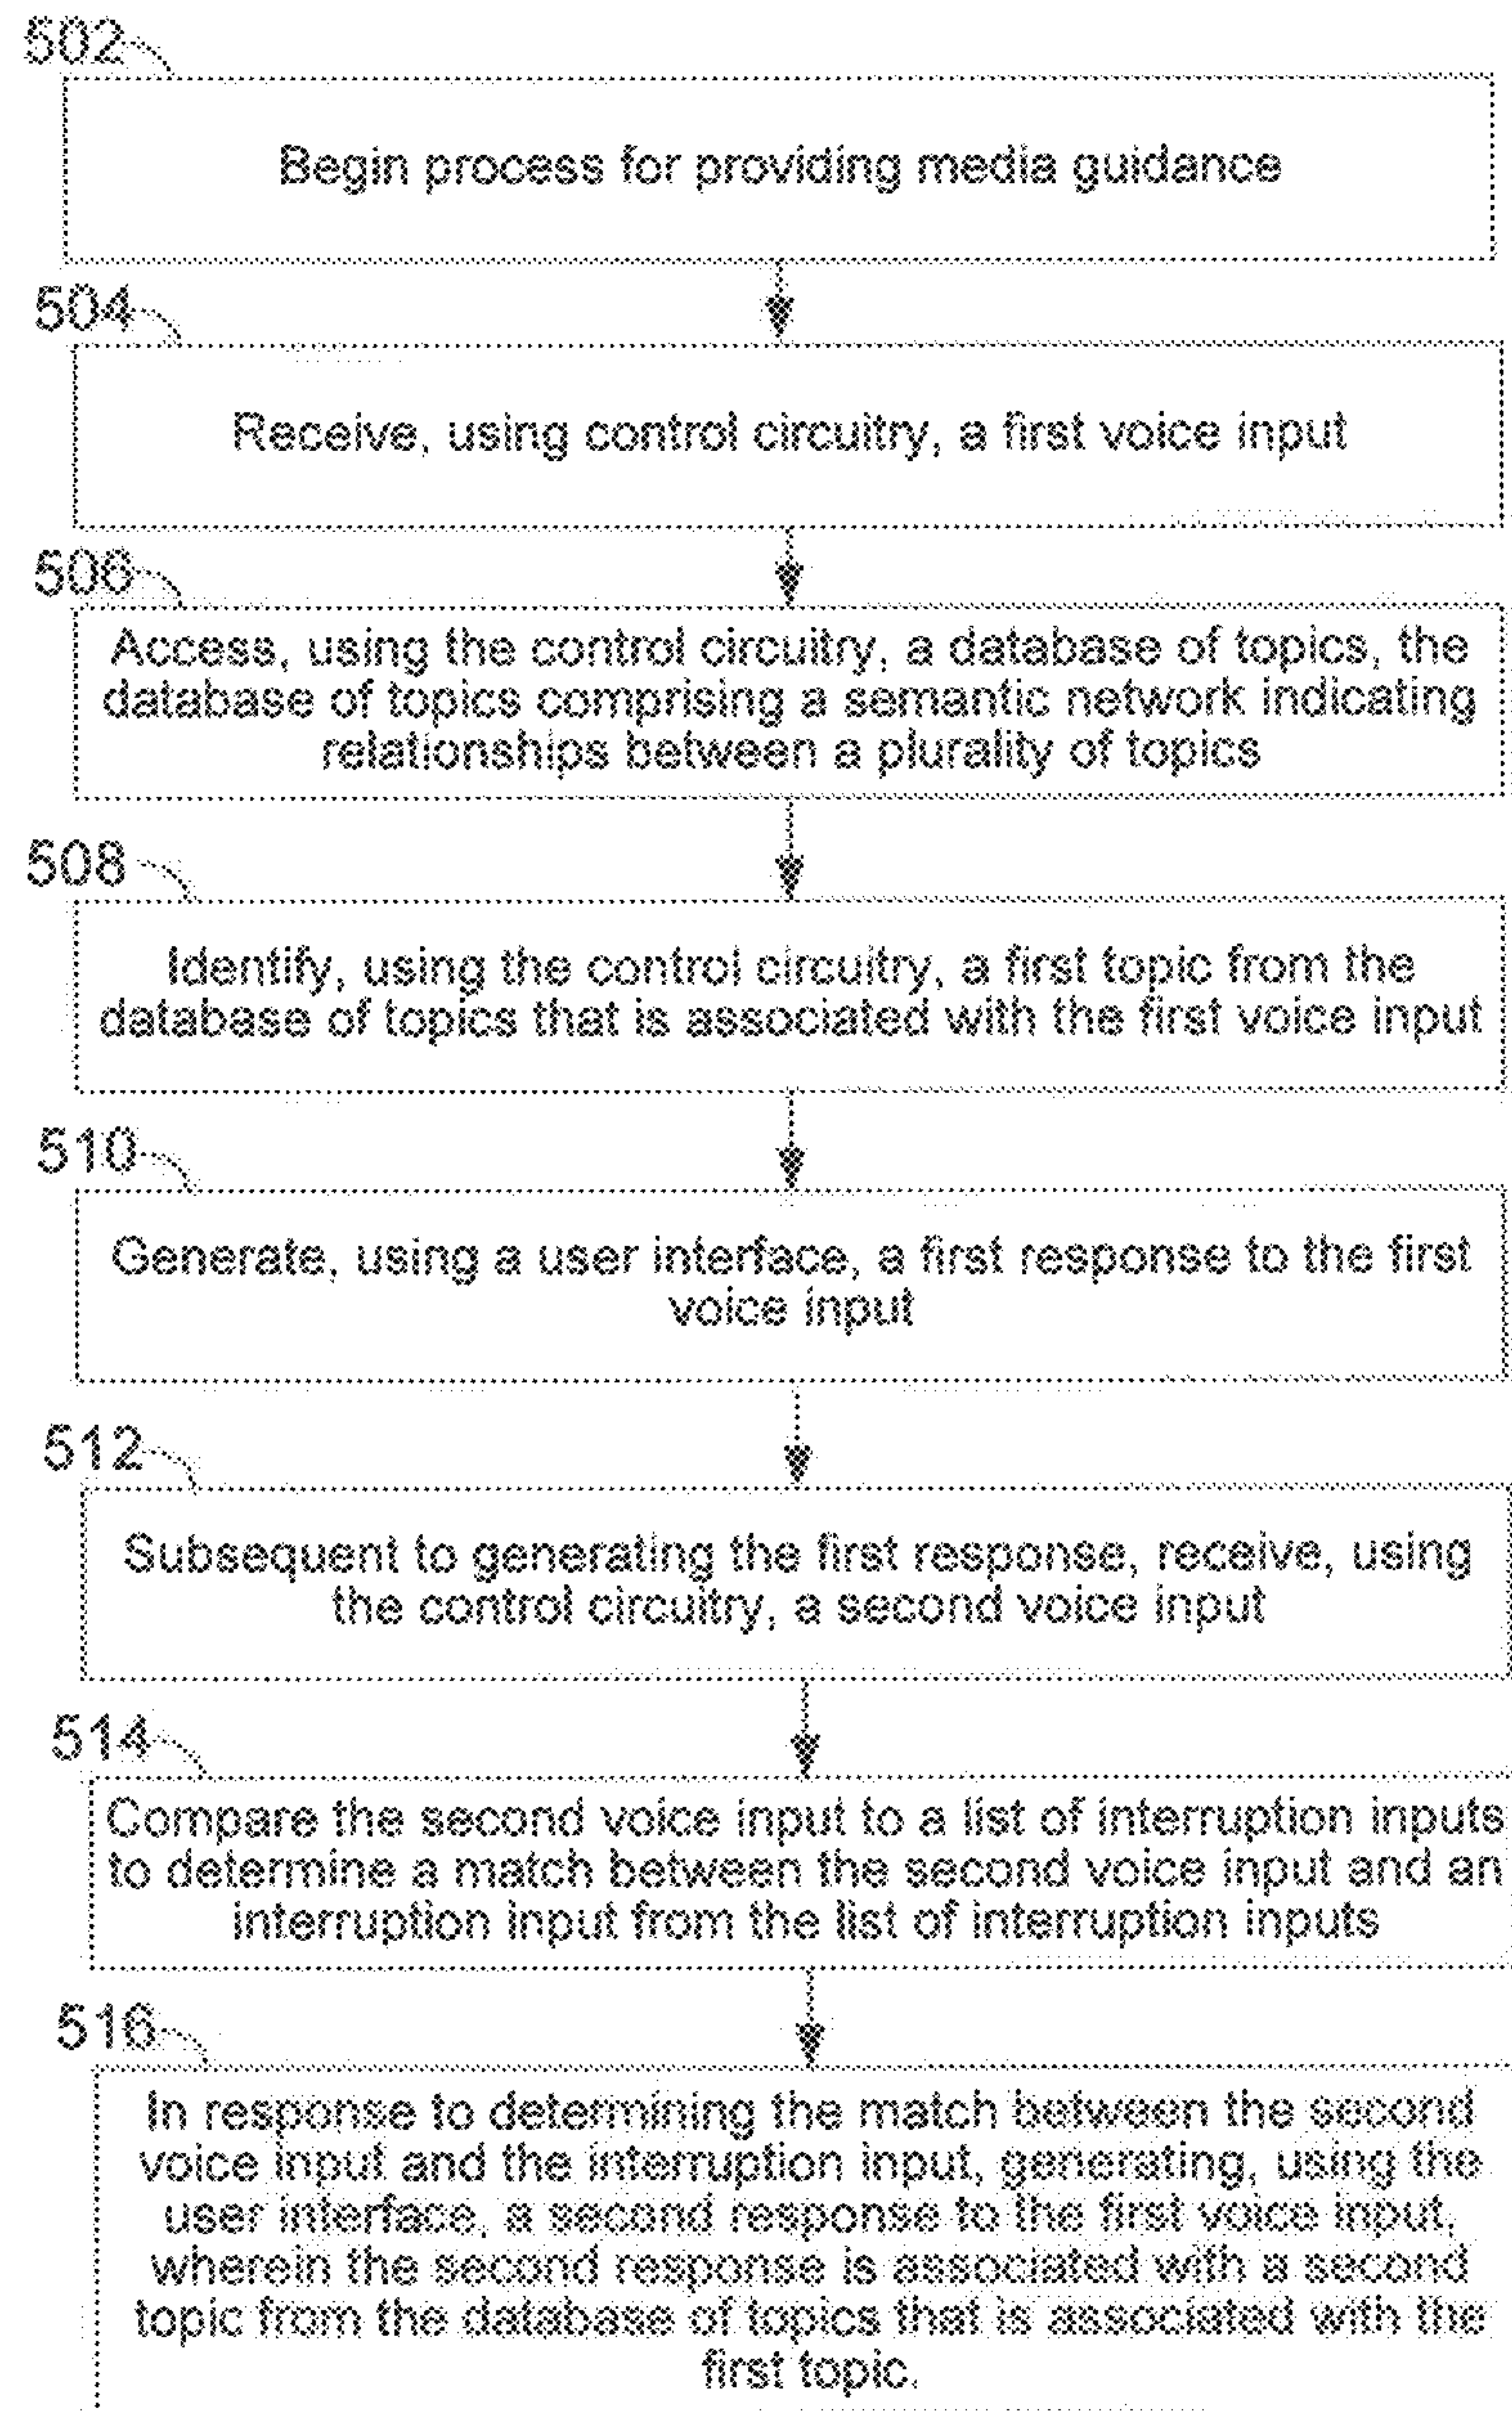 502
Begin process for providing media guidance
504
Receive, using control circuitry, a first voice input
506
Access, using the control circuitry, a database of topics, the
database of topics comprising a semantic network indicating
relationships between a plurality of topics
508
Identify, using the control circuitry, a first topic from the
database of topics that is associated with the first voice input
510
Generate, using a user interface, a first response to the first
voice input
512
Subsequent to generating the first response, receive, using
the control circuitry, a second voice input
514
Compare the second voice input to a list of interruption inputs
to determine a match between the second voice input and an
interruption input from the list of interruption inputs
516
In response to determining the match between the second
voice input and the interruption input, generating, using the
user interface, a second response to the first voice input,
wherein the second response is associated with a second
topic from the database of topics that is associated with the
first topic.